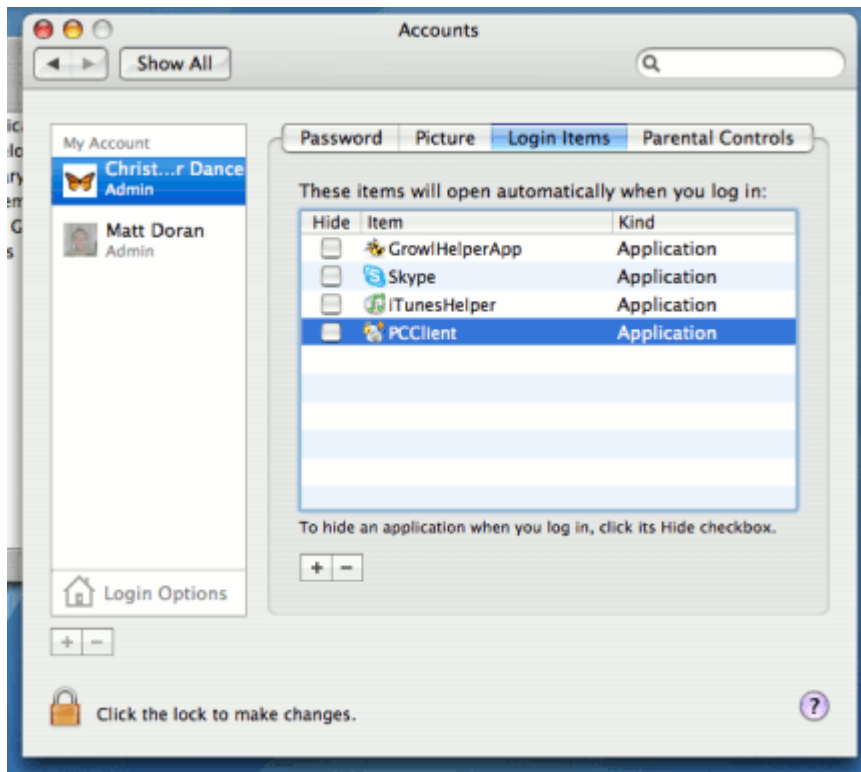 Accounts
Show All
My Account
Christ...r Dance
Admin
Matt Doran
Admin
Login Options
Password Picture Login Items Parental Controls
These items will open automatically when you log in:
Hide Item Kind
GrowlHelperApp Application
Skype Application
iTunesHelper Application
PCClient Application
To hide an application when you log in, click its Hide checkbox.
+ -
+ -
Click the lock to make changes.
?